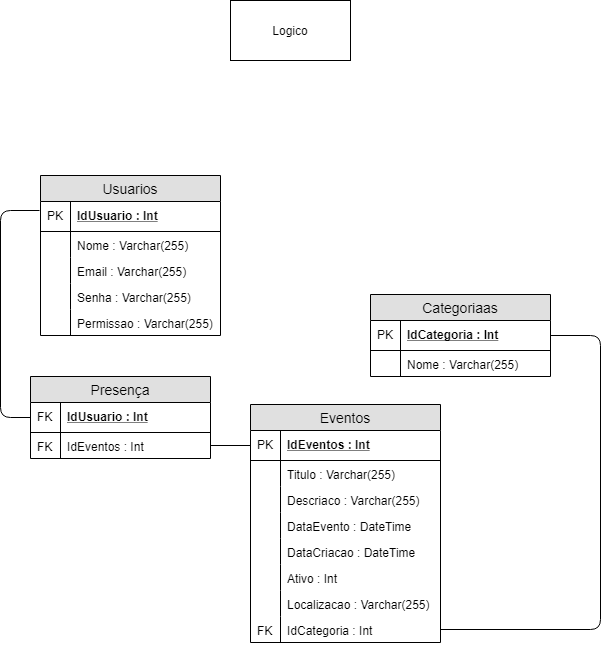 Logico
Usuarios
PK IdUsuario : Int
Nome : Varchar(255)
Email : Varchar(255)
Senha : Varchar(255)
Permissao : Varchar(255)
Categoriaas
PK IdCategoria : Int
Nome : Varchar(255)
Presença
FK IdUsuario : Int
FK IdEventos : Int
Eventos
PK IdEventos : Int
Titulo : Varchar(255)
Descriaco : Varchar(255)
DataEvento : DateTime
DataCriacao : DateTime
Ativo : Int
Localizacao : Varchar(255)
FK IdCategoria : Int